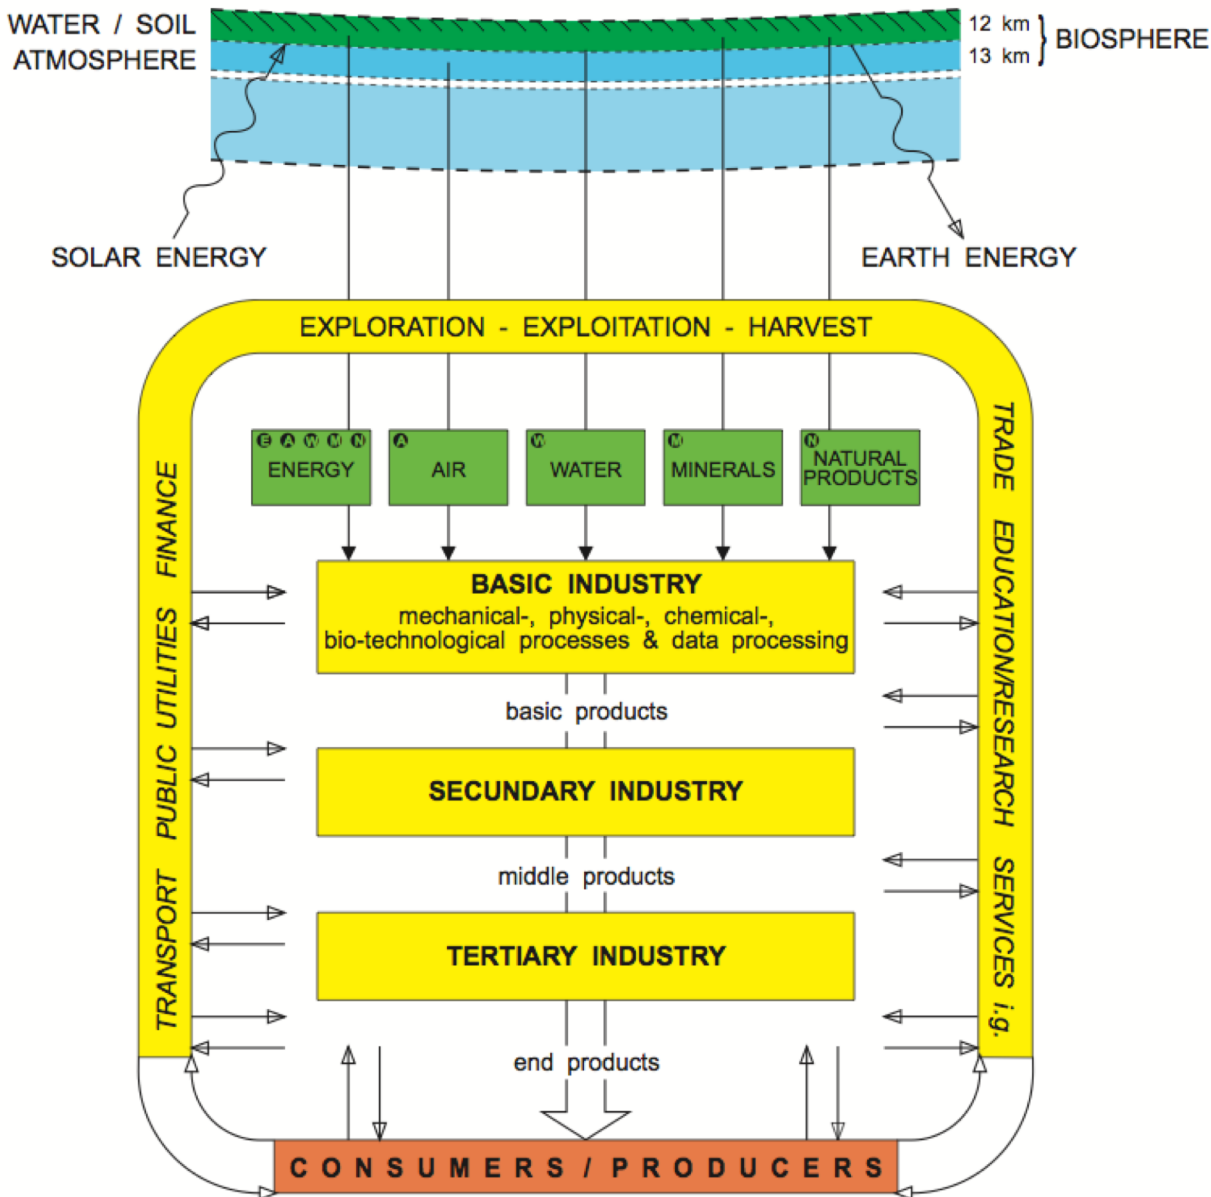 WATER / SOIL
ATMOSPHERE
12 km
13 km
BIOSPHERE
SOLAR ENERGY
EARTH ENERGY
EXPLORATION - EXPLOITATION - HARVEST
TRANSPORT PUBLIC UTILITIES FINANCE
TRADE EDUCATION/RESEARCH SERVICES i.g.
E A W M N
ENERGY
A
AIR
W
WATER
M
MINERALS
N
NATURAL
PRODUCTS
BASIC INDUSTRY
mechanical-, physical-, chemical-,
bio-technological processes & data processing
basic products
SECUNDARY INDUSTRY
middle products
TERTIARY INDUSTRY
end products
CONSUMERS / PRODUCERS